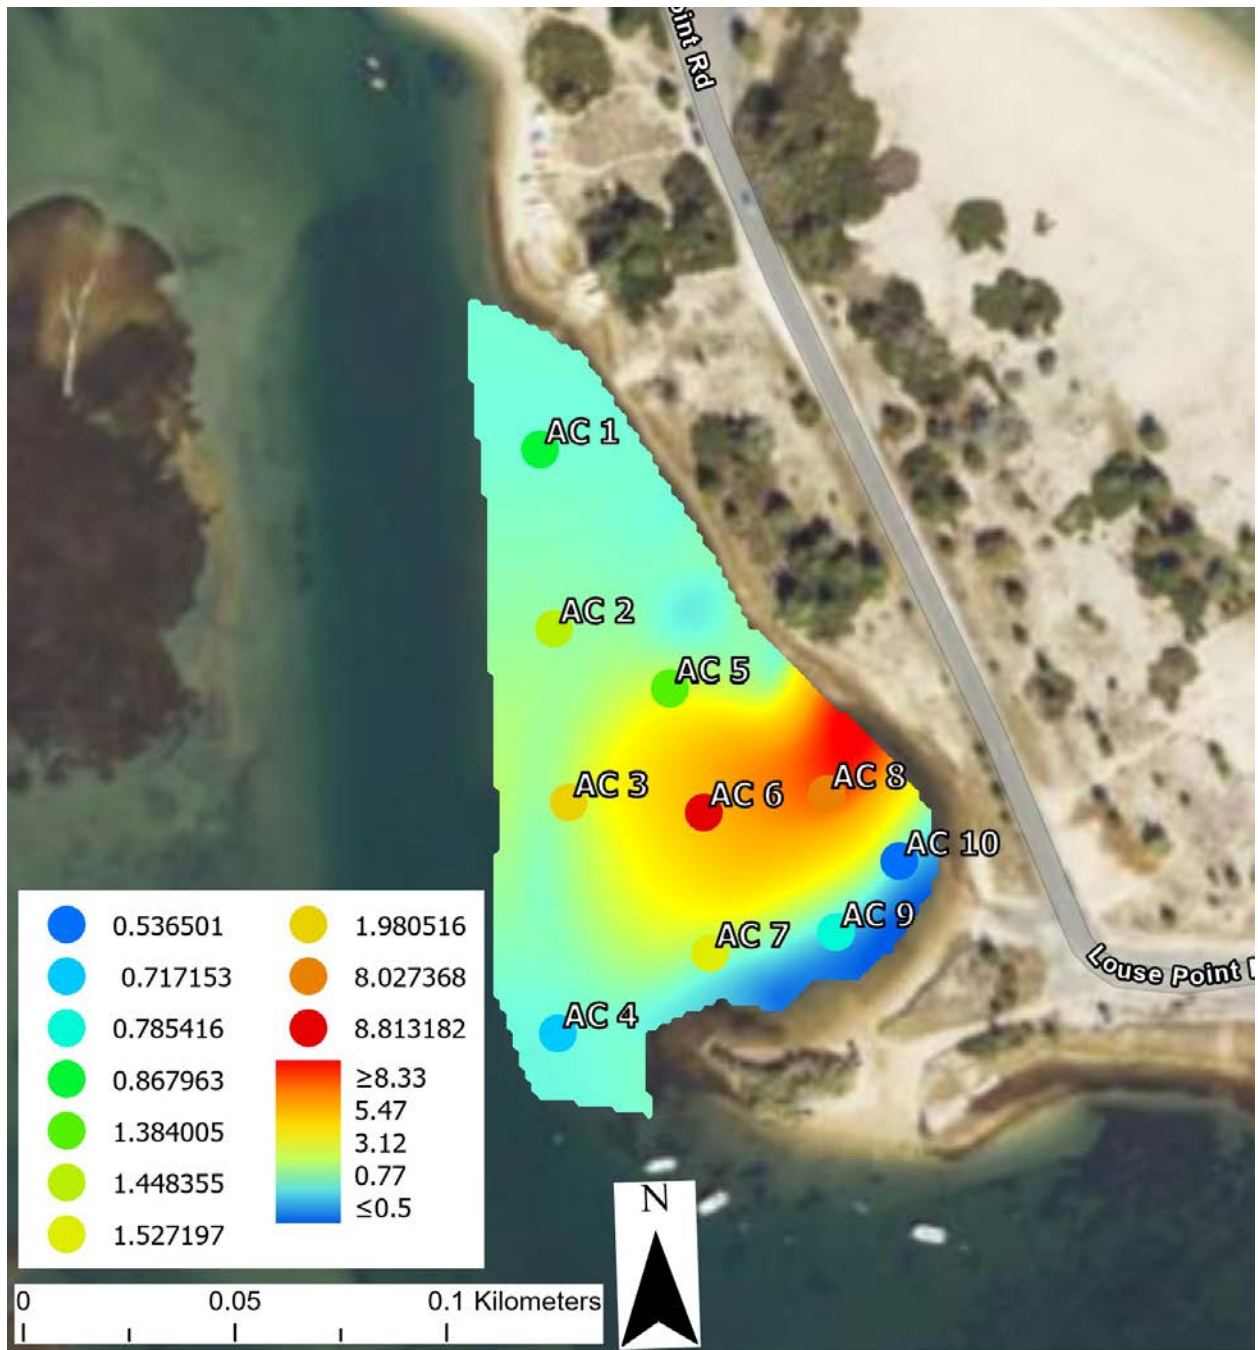 oint Rd
AC 1
AC 2
AC 5
AC 3
AC 6
AC 8
AC 10
AC 9
AC 7
AC 4
Louse Point
0.536501
0.717153
0.785416
0.867963
1.384005
1.448355
1.527197
1.980516
8.027368
8.813182
≥8.33
5.47
3.12
0.77
≤0.5
N
0 0.05 0.1 Kilometers